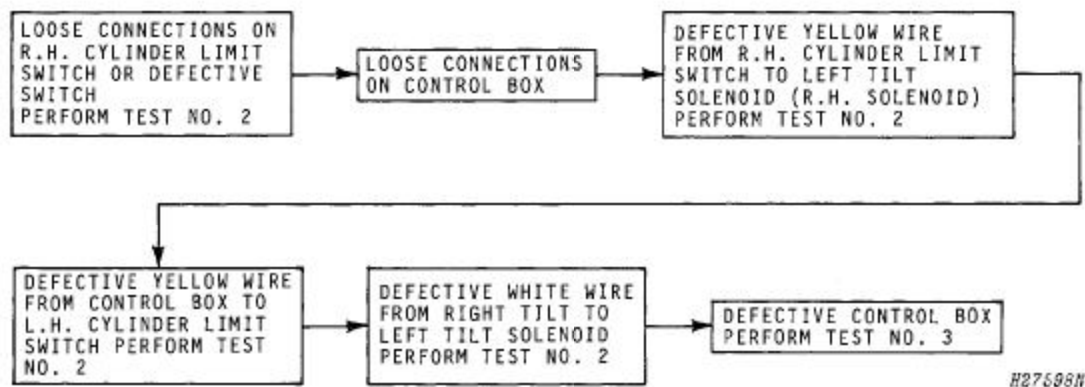 LOOSE CONNECTIONS ON
R.H. CYLINDER LIMIT
SWITCH OR DEFECTIVE
SWITCH
PERFORM TEST NO. 2
LOOSE CONNECTIONS
ON CONTROL BOX
DEFECTIVE YELLOW WIRE
FROM R.H. CYLINDER LIMIT
SWITCH TO LEFT TILT
SOLENOID (R.H. SOLENOID)
PERFORM TEST NO. 2
DEFECTIVE YELLOW WIRE
FROM CONTROL BOX TO
L.H. CYLINDER LIMIT
SWITCH PERFORM TEST
NO. 2
DEFECTIVE WHITE WIRE
FROM RIGHT TILT TO
LEFT TILT SOLENOID
PERFORM TEST NO. 2
DEFECTIVE CONTROL BOX
PERFORM TEST NO. 3
H27598M